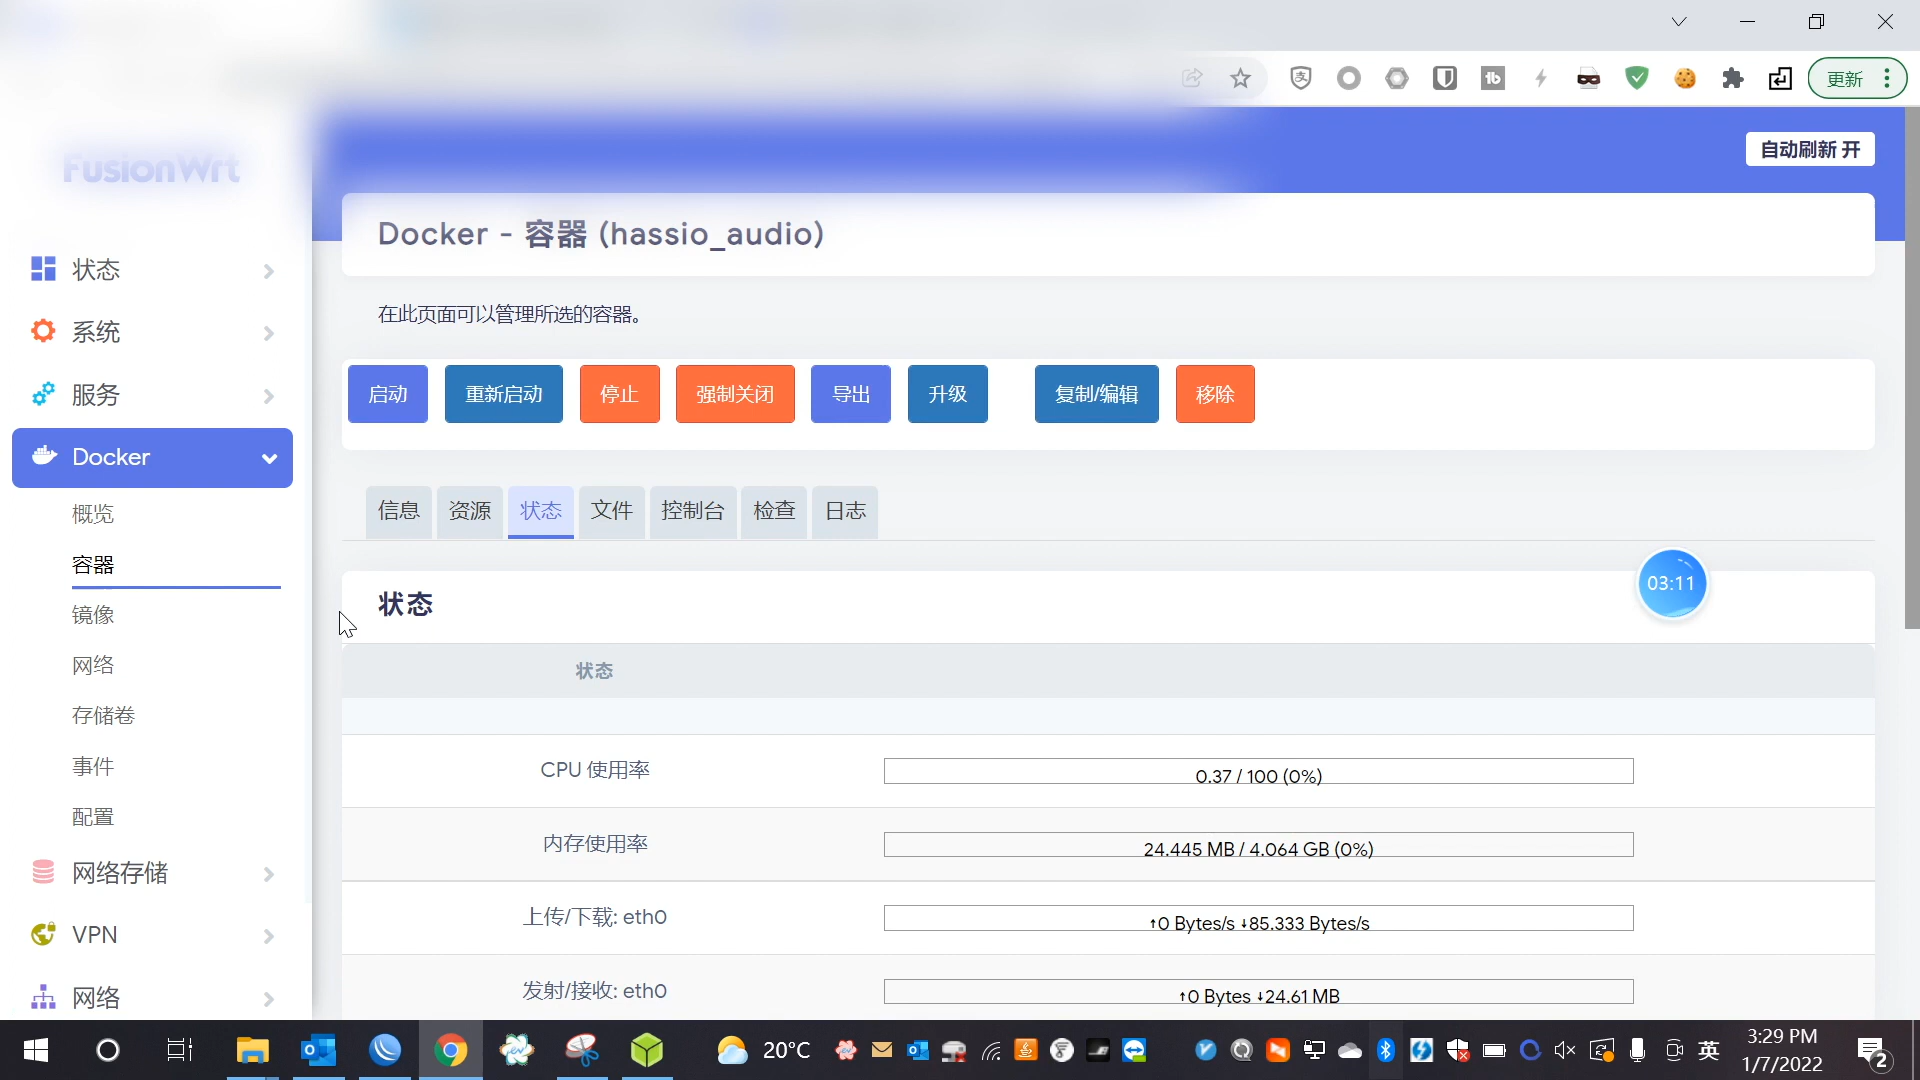 更新
FusionWrt
自动刷新 开
Docker - 容器 (hassio_audio)
在此页面可以管理所选的容器。
启动 重新启动 停止 强制关闭 导出 升级 复制/编辑 移除
信息 资源 状态 文件 控制台 检查 日志
状态
系统
服务
Docker
概览
容器
镜像
网络
存储卷
事件
配置
网络存储
VPN
网络
状态
03:11
状态
CPU 使用率 0.37 / 100 (0%)
内存使用率 24.445 MB / 4.064 GB (0%)
上传/下载: eth0 ↑0 Bytes/s ↓85.333 Bytes/s
发射/接收: eth0 ↑0 Bytes ↓24.61 MB
20°C
英
3:29 PM
1/7/2022
2